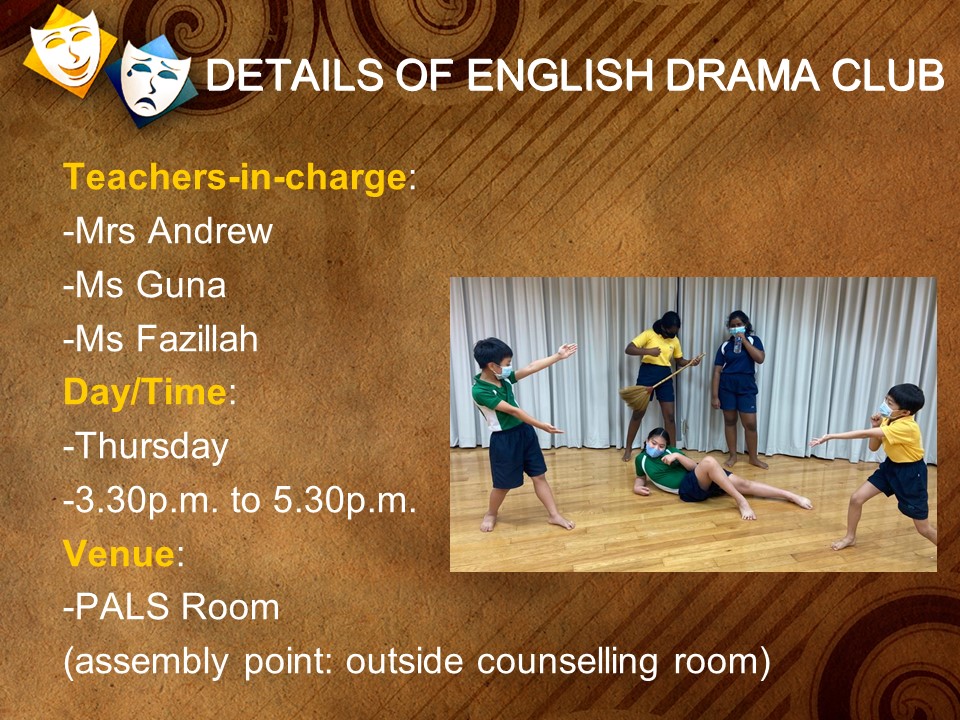 DETAILS OF ENGLISH DRAMA CLUB
Teachers-in-charge:
-Mrs Andrew
-Ms Guna
-Ms Fazillah
Day/Time:
-Thursday
-3.30p.m. to 5.30p.m.
Venue:
-PALS Room
(assembly point: outside counselling room)